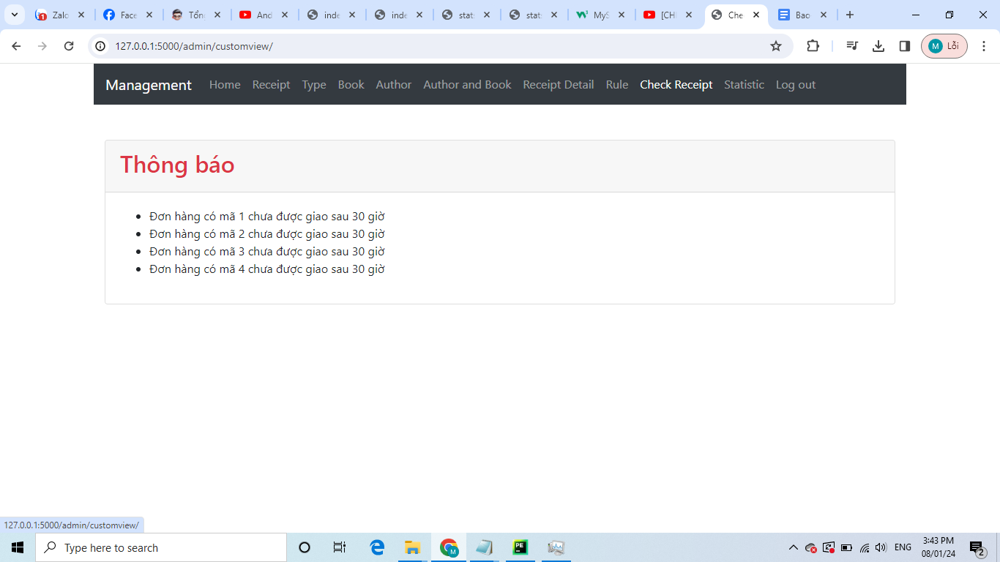 Zalo
Face
Tổn
And
inde
inde
stat
stat
MyS
[CH
Che
Bao
127.0.0.1:5000/admin/customview/
M
Lỗi
Management Home Receipt Type Book Author Author and Book Receipt Detail Rule Check Receipt Statistic Log out
Thông báo
Đơn hàng có mã 1 chưa được giao sau 30 giờ
Đơn hàng có mã 2 chưa được giao sau 30 giờ
Đơn hàng có mã 3 chưa được giao sau 30 giờ
Đơn hàng có mã 4 chưa được giao sau 30 giờ
127.0.0.1:5000/admin/customview/
Type here to search
ENG
3:43 PM
08/01/24
2